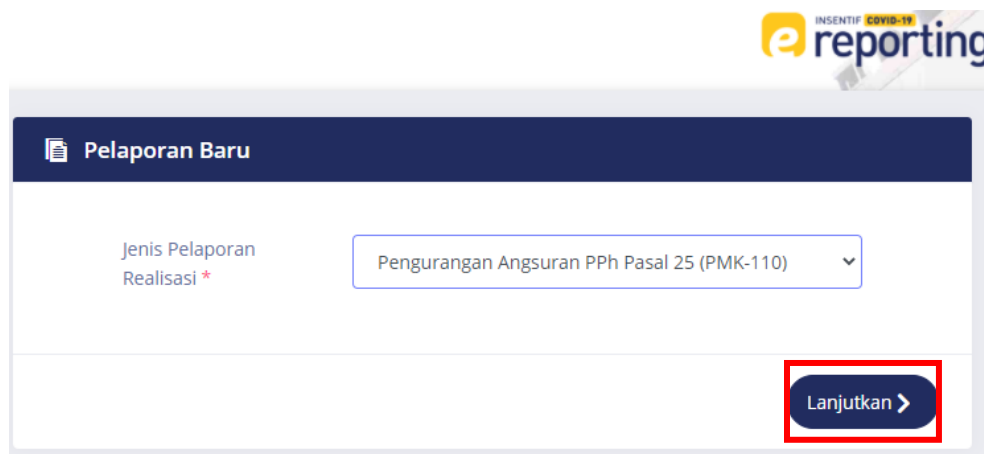 INSENTIF COVID-19
e reporting
Pelaporan Baru
Jenis Pelaporan
Realisasi *
Pengurangan Angsuran PPh Pasal 25 (PMK-110)
Lanjutkan